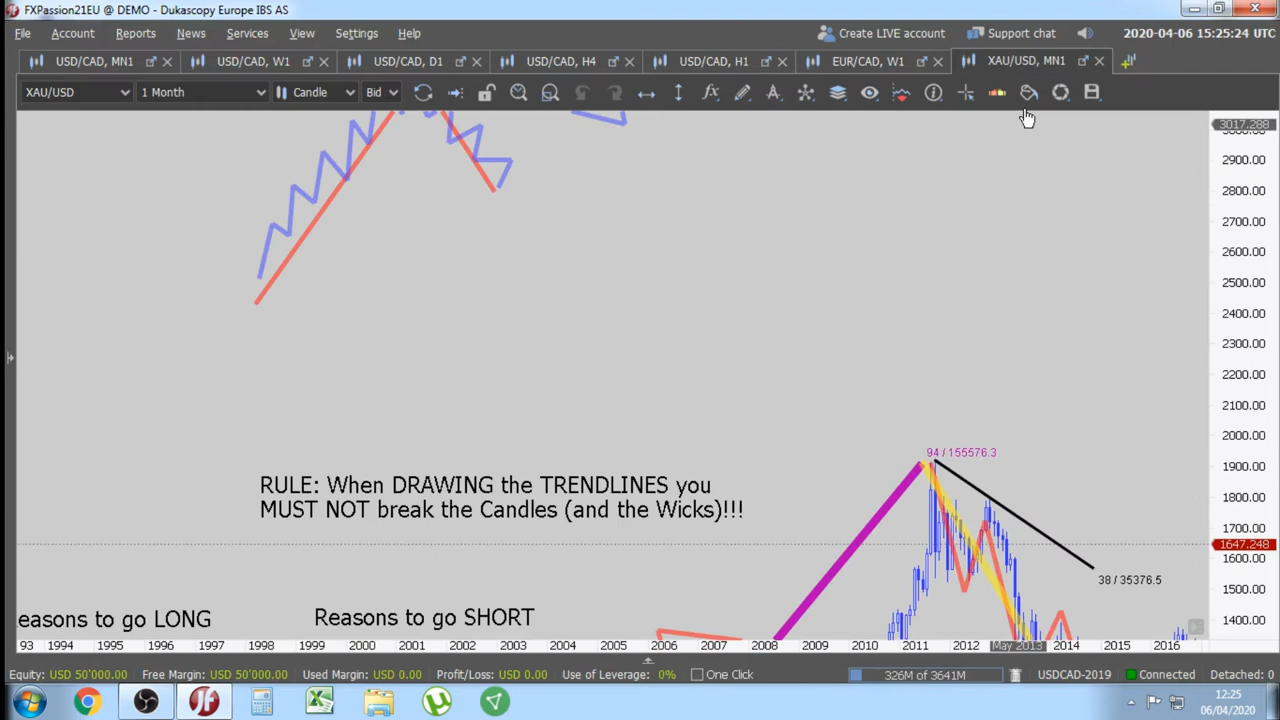 FXPassion21EU @ DEMO - Dukascopy Europe IBS AS
File Account Reports News Services View Settings Help
Create LIVE account Support chat 2020-04-06 15:25:24 UTC
USD/CAD, MN1 USD/CAD, W1 USD/CAD, D1 USD/CAD, H4 USD/CAD, H1 EUR/CAD, W1 XAU/USD, MN1
XAU/USD 1 Month Candle Bid
3017.288
2900.00
2800.00
2700.00
2600.00
2500.00
2400.00
2300.00
2200.00
2100.00
2000.00
94 / 155576.3
1900.00
RULE: When DRAWING the TRENDLINES you
1800.00
MUST NOT break the Candles (and the Wicks)!!!
1700.00
1647.248
1600.00
38 / 35376.5
1500.00
easons to go LONG Reasons to go SHORT
1400.00
93 1994 1995 1996 1997 1998 1999 2000 2001 2002 2003 2004 2005 2006 2007 2008 2009 2010 2011 2012 May 2013 2014 2015 2016
Equity: USD 50'000.00 Free Margin: USD 50'000.00 Used Margin: USD 0.00 Profit/Loss: USD 0.00 Use of Leverage: 0% One Click 326M of 3641M USDCAD-2019 Connected Detached: 0
12:25
06/04/2020